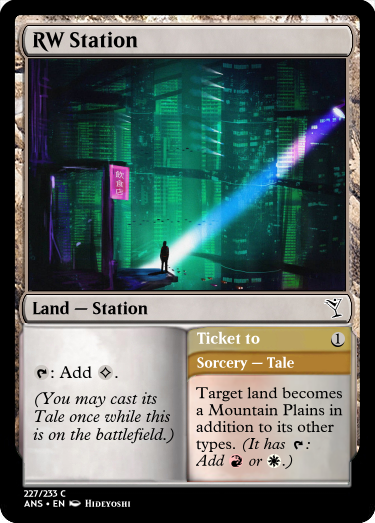 RW Station
飲食店
Land — Station
{T}: Add {C}.
(You may cast its
Tale once while this
is on the battlefield.)
Ticket to
1
Sorcery — Tale
Target land becomes
a Mountain Plains in
addition to its other
types. (It has {T}:
Add {R} or {W}.)
227/233 C
ANS • EN Hideyoshi